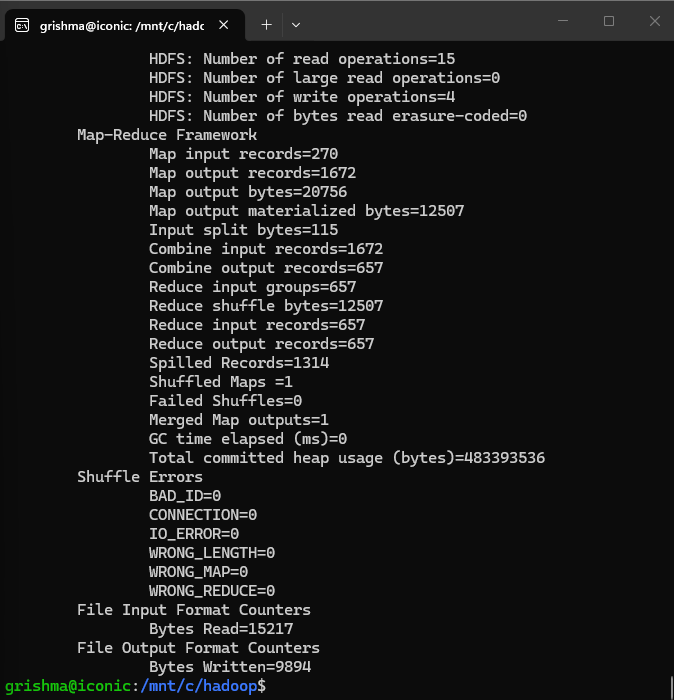 grishma@iconic: /mnt/c/hado
HDFS: Number of read operations=15
HDFS: Number of large read operations=0
HDFS: Number of write operations=4
HDFS: Number of bytes read erasure-coded=0
Map-Reduce Framework
Map input records=270
Map output records=1672
Map output bytes=20756
Map output materialized bytes=12507
Input split bytes=115
Combine input records=1672
Combine output records=657
Reduce input groups=657
Reduce shuffle bytes=12507
Reduce input records=657
Reduce output records=657
Spilled Records=1314
Shuffled Maps =1
Failed Shuffles=0
Merged Map outputs=1
GC time elapsed (ms)=0
Total committed heap usage (bytes)=483393536
Shuffle Errors
BAD_ID=0
CONNECTION=0
IO_ERROR=0
WRONG_LENGTH=0
WRONG_MAP=0
WRONG_REDUCE=0
File Input Format Counters
Bytes Read=15217
File Output Format Counters
Bytes Written=9894
grishma@iconic:/mnt/c/hadoop$